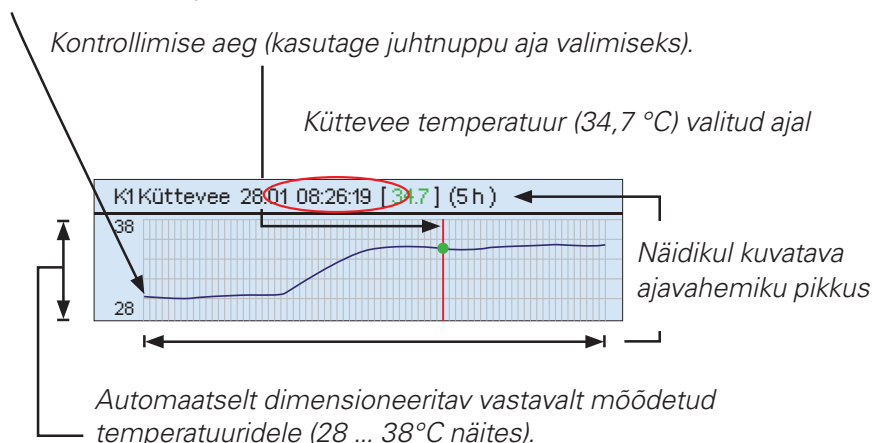 Kontrollimise aeg (kasutage juhtnuppu aja valimiseks).
Küttevee temperatuur (34,7 °C) valitud ajal
K1 Küttevee 28.01 08:26:19 [34.7] (5 h)
38
28
Näidikul kuvatava
ajavahemiku pikkus
Automaatselt dimensioneeritav vastavalt mõõdetud
temperatuuridele (28 ... 38°C näites).